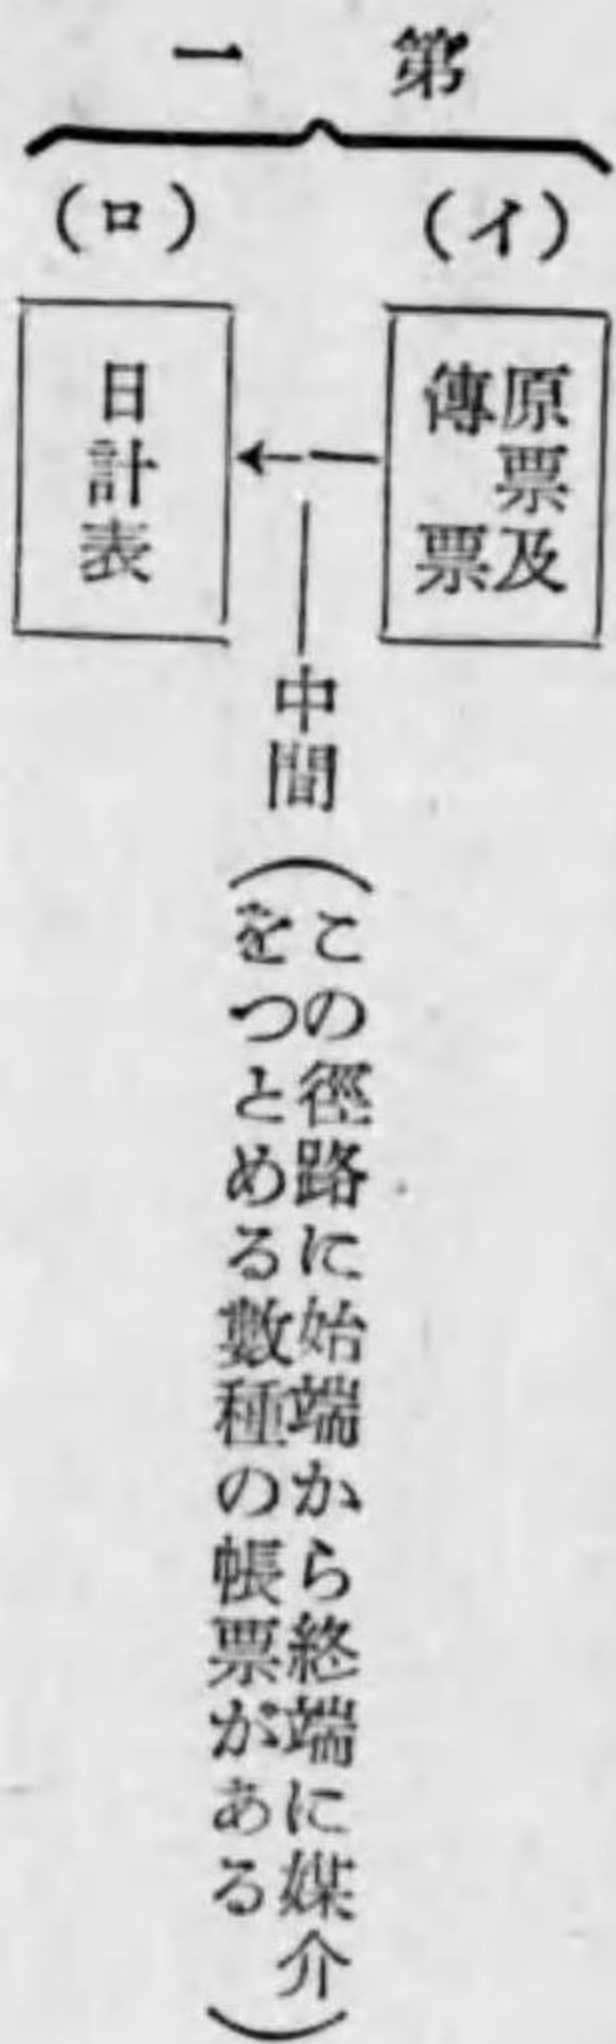 第一
(イ)
原票及
傳票
(ロ)
日計表
中間
(この徑路に始端から終端に媒介
をつとめる數種の帳票がある)